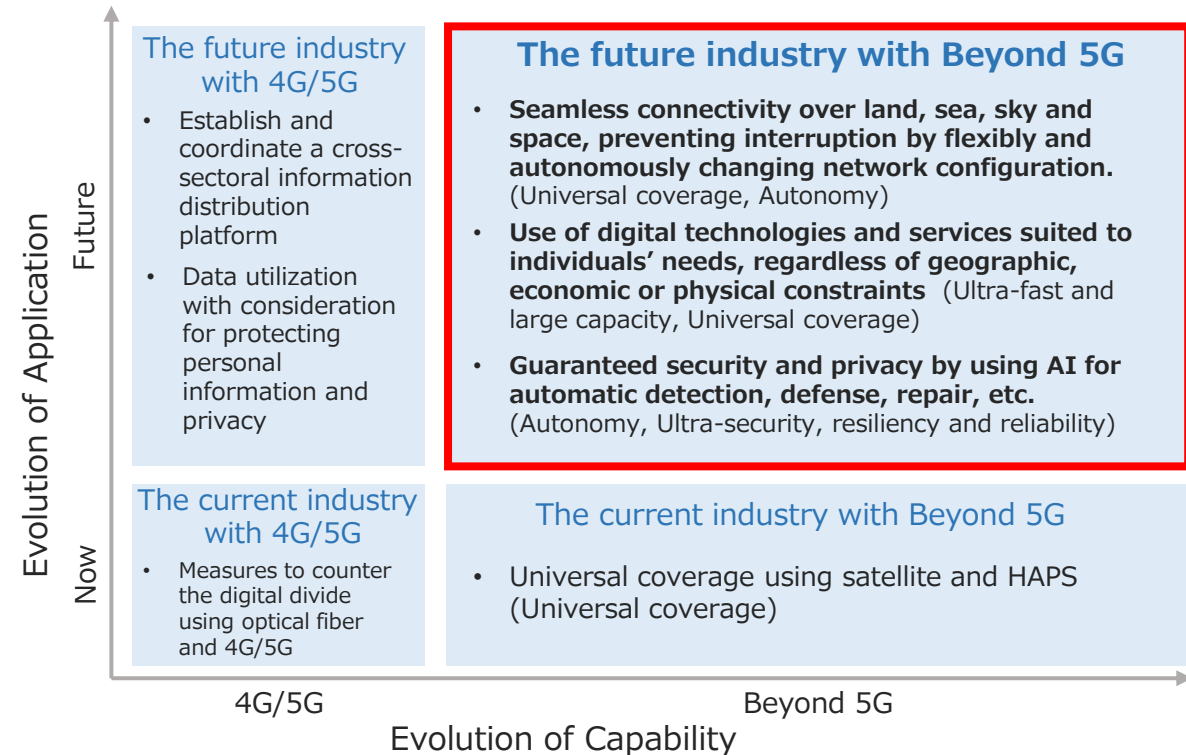 The future industry
with 4G/5G
• Establish and
coordinate a cross-
sectoral information
distribution
platform
• Data utilization
with consideration
for protecting
personal
information and
privacy
The future industry with Beyond 5G
• Seamless connectivity over land, sea, sky and
space, preventing interruption by flexibly and
autonomously changing network configuration.
(Universal coverage, Autonomy)
• Use of digital technologies and services suited to
individuals’ needs, regardless of geographic,
economic or physical constraints (Ultra-fast and
large capacity, Universal coverage)
• Guaranteed security and privacy by using AI for
automatic detection, defense, repair, etc.
(Autonomy, Ultra-security, resiliency and reliability)
The current industry
with 4G/5G
• Measures to counter
the digital divide
using optical fiber
and 4G/5G
The current industry with Beyond 5G
• Universal coverage using satellite and HAPS
(Universal coverage)
Evolution of Application
Future
Now
4G/5G
Beyond 5G
Evolution of Capability